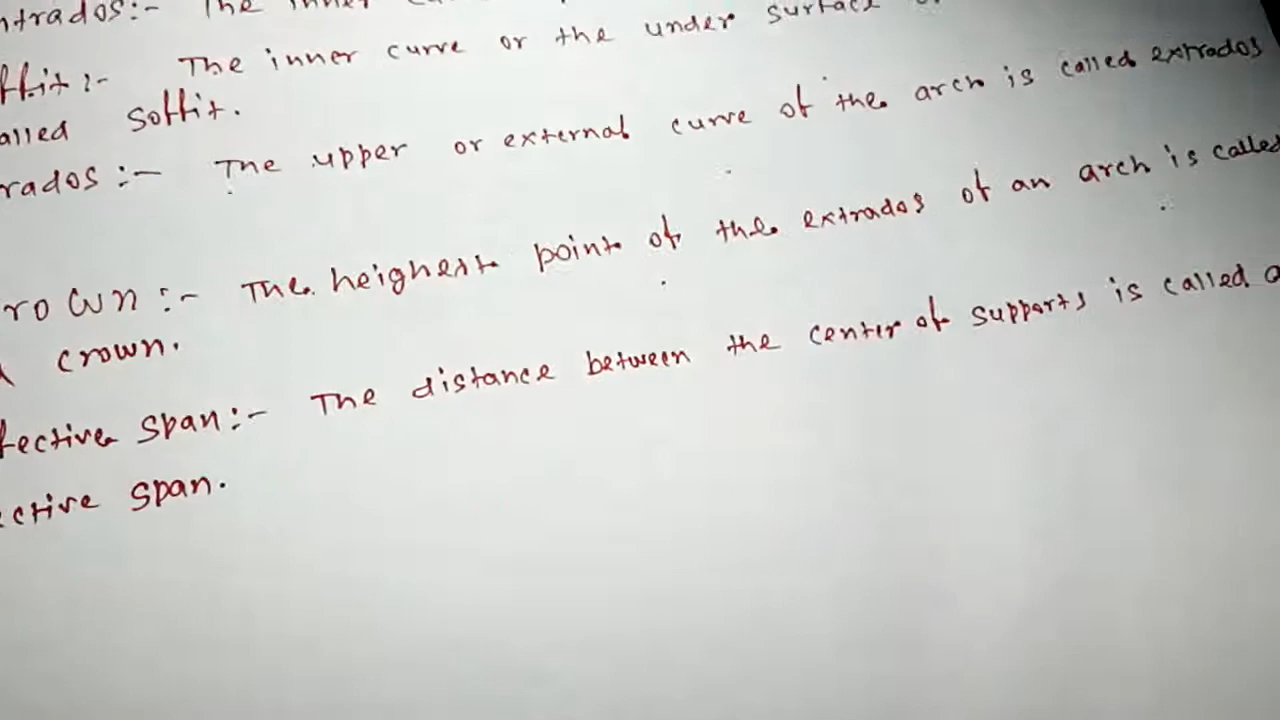 ntrados:- The inner
ffit :- The inner curve or the under surface
alled soffit.
rados :- The upper or external curve of the arch is called extrados
rown :- The heighest point of the extrados of an arch is called
crown.
fective span:- The distance between the center of supports is called
ective span.